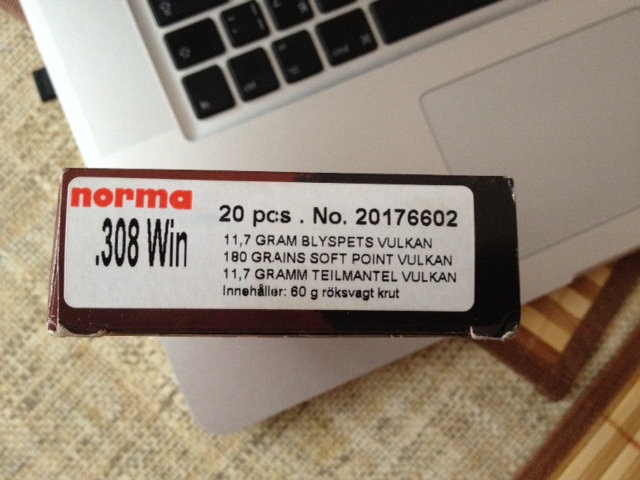 norma
.308 Win
20 pcs . No. 20176602
11,7 GRAM BLYSPETS VULKAN
180 GRAINS SOFT POINT VULKAN
11,7 GRAMM TEILMANTEL VULKAN
Innehåller: 60 g röksvagt krut